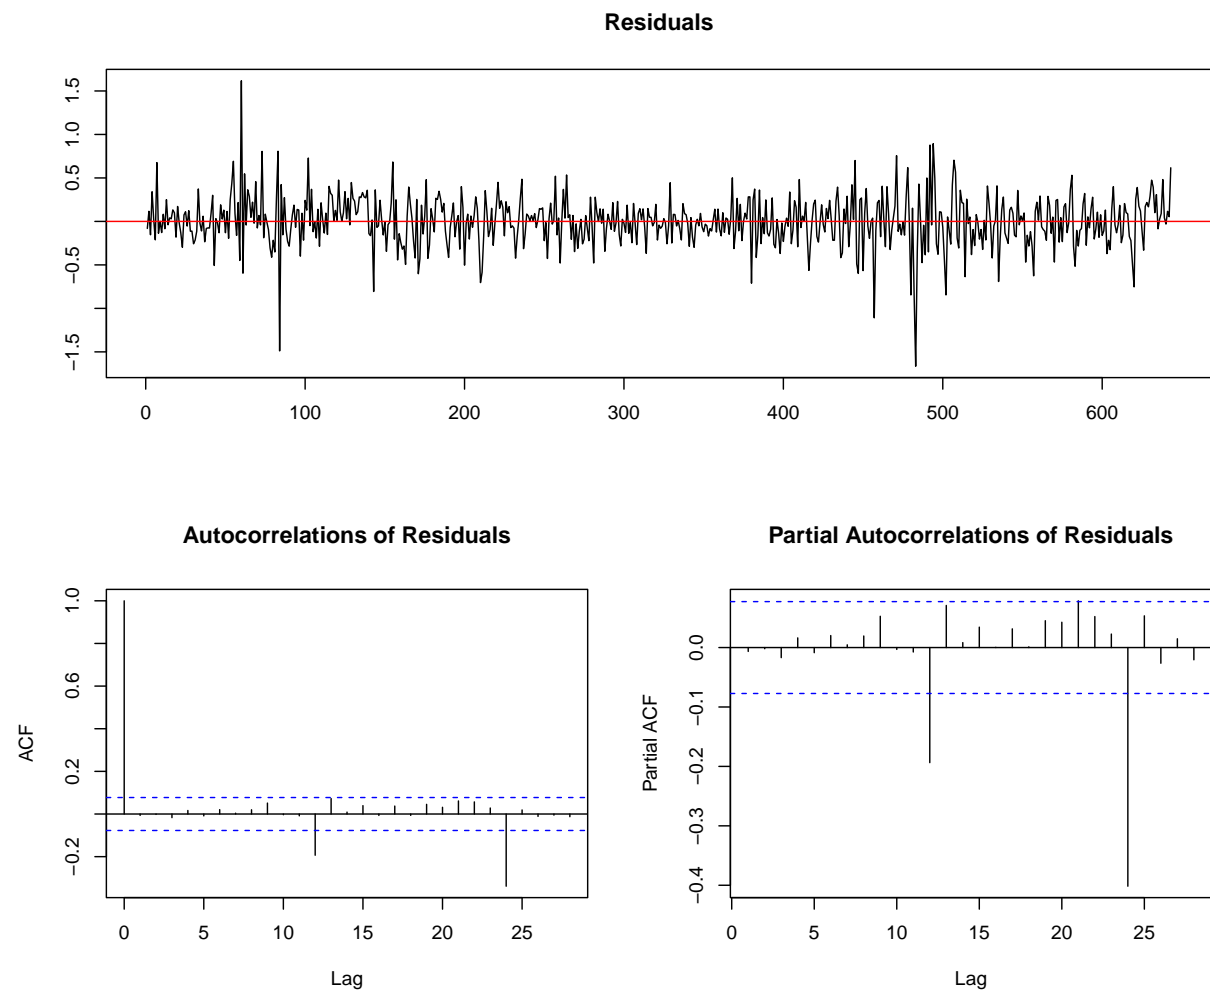 Residuals
1.5
1.0
0.5
−0.5
−1.5
0 100 200 300 400 500 600
Autocorrelations of Residuals
ACF
1.0
0.6
0.2
−0.2
0 5 10 15 20 25
Lag
Partial Autocorrelations of Residuals
Partial ACF
0.0
−0.1
−0.2
−0.3
−0.4
0 5 10 15 20 25
Lag